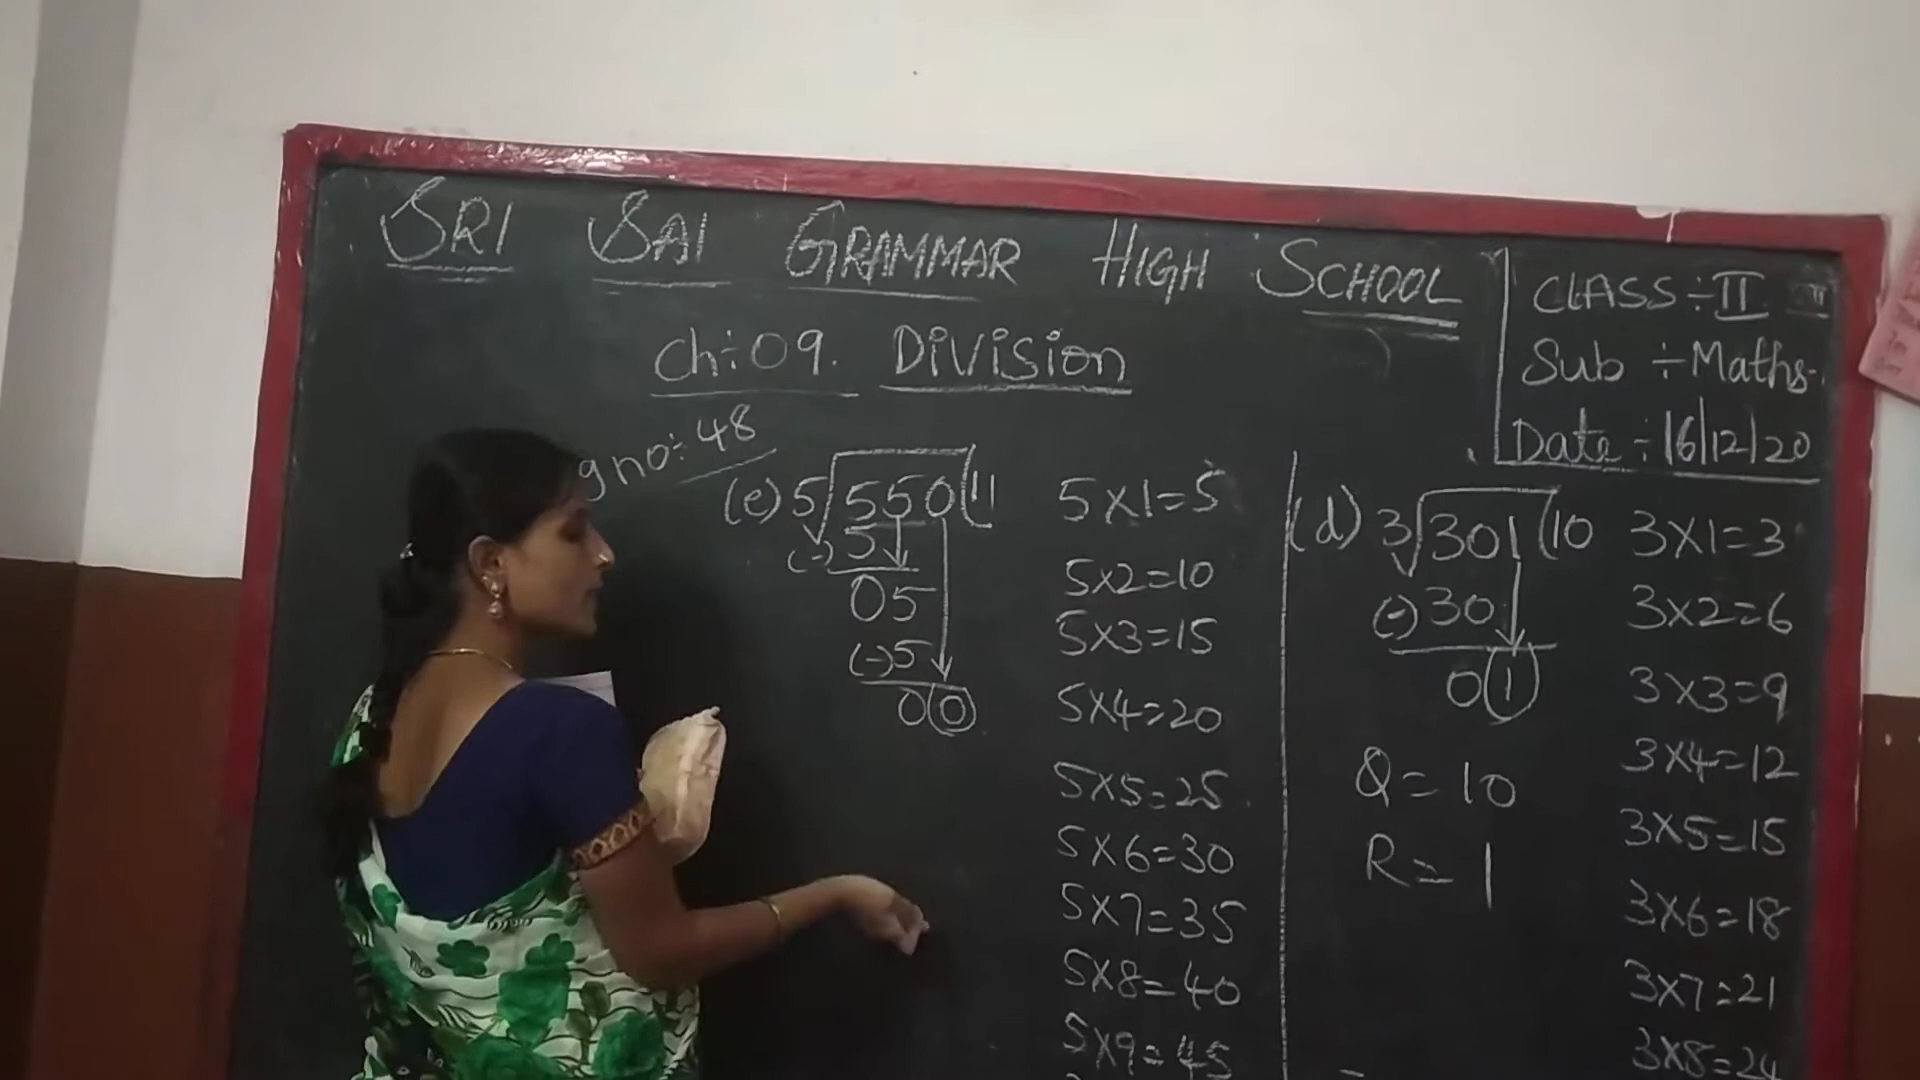 SRI SAI GRAMMAR HIGH SCHOOL
CLASS ÷ II
Sub ÷ Maths.
Date ÷ 16/12/20
Ch ÷ 09. Division
g no ÷ 48
(e) 5 550 (11
(-) 5
05
(-) 5
0 0
5X1=5
5X2=10
5X3=15
5X4=20
5X5=25
5X6=30
5X7=35
5X8=40
5X9=45
(d) 3 301 (10
(-) 30
0 1
Q = 10
R = 1
3X1=3
3X2=6
3X3=9
3X4=12
3X5=15
3X6=18
3X7=21
3X8=24